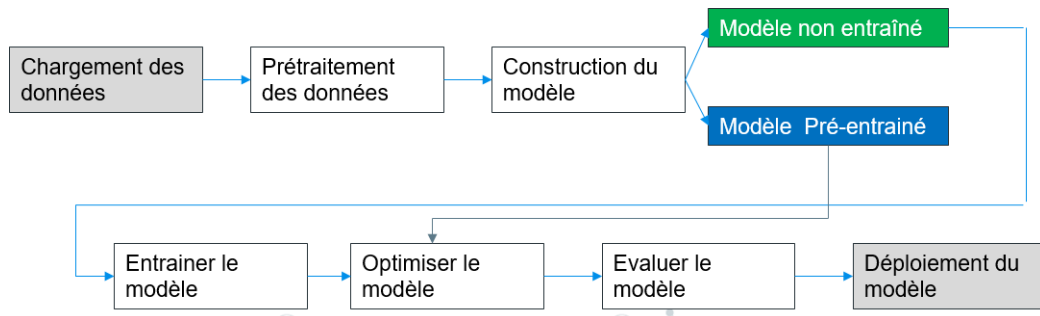 Modèle non entraîné
Chargement des
données
Prétraitement
des données
Construction du
modèle
Modèle Pré-entrainé
Entrainer le
modèle
Optimiser le
modèle
Evaluer le
modèle
Déploiement du
modèle